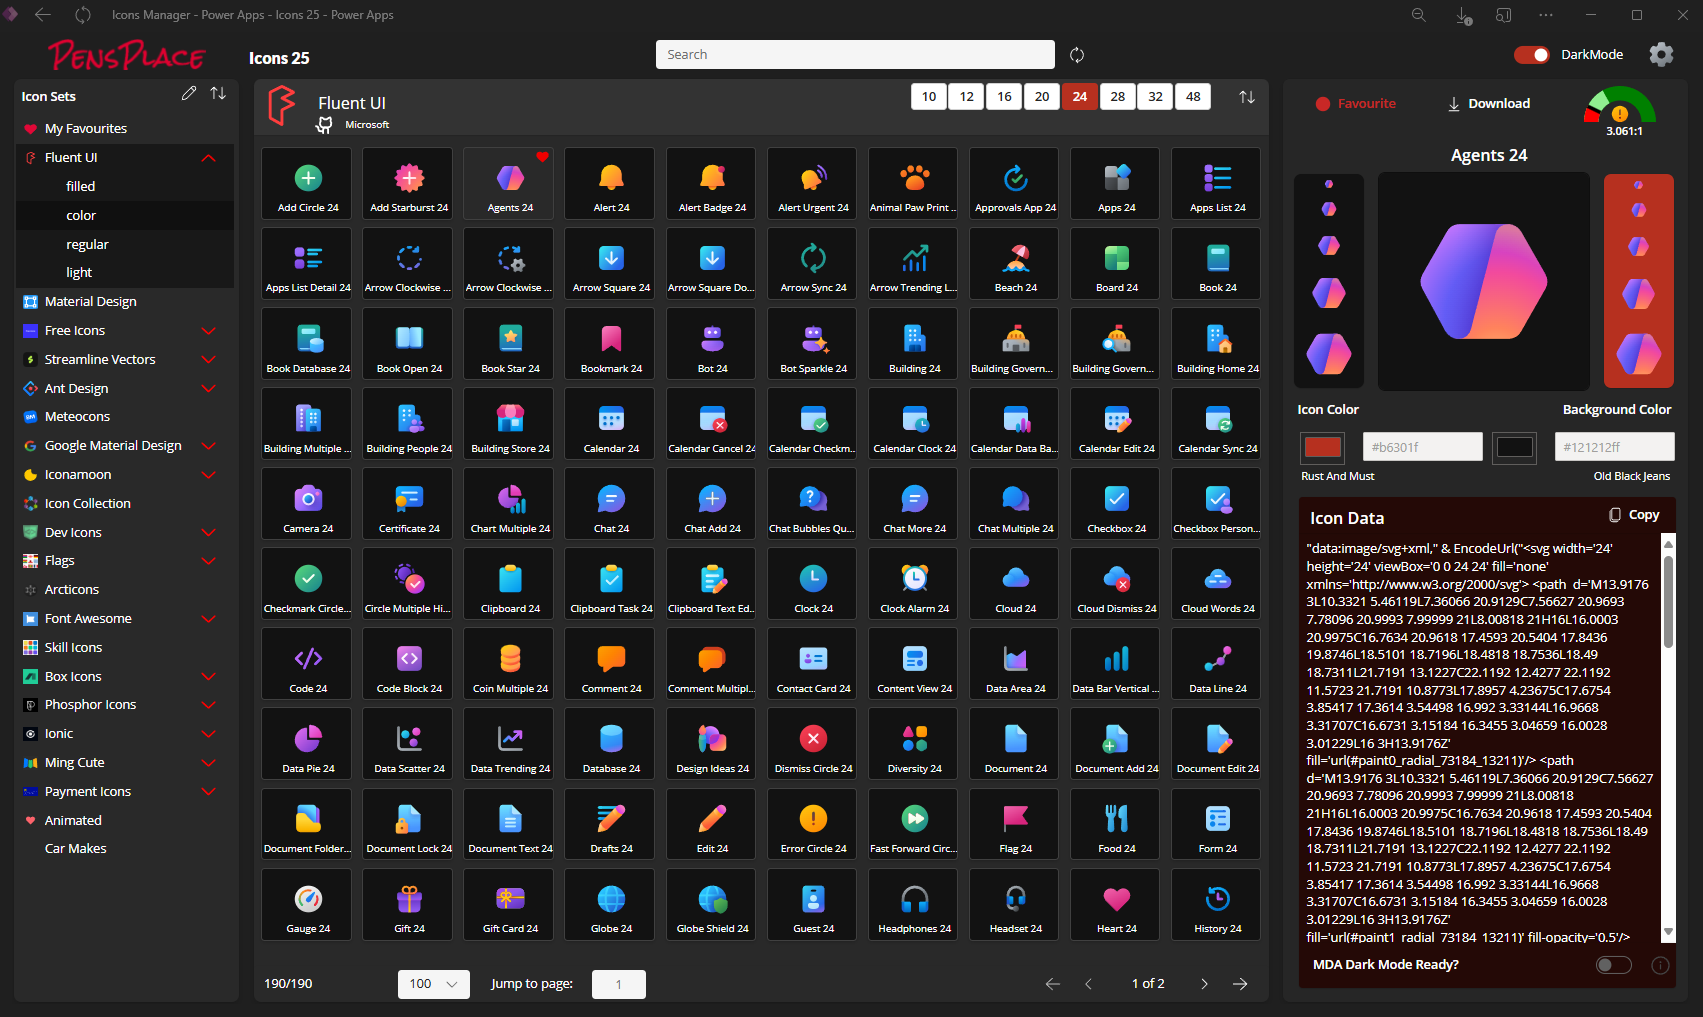 Icons Manager - Power Apps - Icons 25 - Power Apps
PENSPLACE
Icons 25
Search
DarkMode
Icon Sets
My Favourites
Fluent UI
filled
color
regular
light
Material Design
Free Icons
Streamline Vectors
Ant Design
Meteocons
Google Material Design
Iconamoon
Icon Collection
Dev Icons
Flags
Arcticons
Font Awesome
Skill Icons
Box Icons
Phosphor Icons
Ionic
Ming Cute
Payment Icons
Animated
Car Makes
Fluent UI
Microsoft
10 12 16 20 24 28 32 48
Add Circle 24 Add Starburst 24 Agents 24 Alert 24 Alert Badge 24 Alert Urgent 24 Animal Paw Print ... Approvals App 24 Apps 24 Apps List 24
Apps List Detail 24 Arrow Clockwise ... Arrow Clockwise ... Arrow Square 24 Arrow Square Do... Arrow Sync 24 Arrow Trending L... Beach 24 Board 24 Book 24
Book Database 24 Book Open 24 Book Star 24 Bookmark 24 Bot 24 Bot Sparkle 24 Building 24 Building Govern... Building Govern... Building Home 24
Building Multiple ... Building People 24 Building Store 24 Calendar 24 Calendar Cancel 24 Calendar Checkm... Calendar Clock 24 Calendar Data Ba... Calendar Edit 24 Calendar Sync 24
Camera 24 Certificate 24 Chart Multiple 24 Chat 24 Chat Add 24 Chat Bubbles Qu... Chat More 24 Chat Multiple 24 Checkbox 24 Checkbox Person...
Checkmark Circle... Circle Multiple Hi... Clipboard 24 Clipboard Task 24 Clipboard Text Ed... Clock 24 Clock Alarm 24 Cloud 24 Cloud Dismiss 24 Cloud Words 24
Code 24 Code Block 24 Coin Multiple 24 Comment 24 Comment Multipl... Contact Card 24 Content View 24 Data Area 24 Data Bar Vertical ... Data Line 24
Data Pie 24 Data Scatter 24 Data Trending 24 Database 24 Design Ideas 24 Dismiss Circle 24 Diversity 24 Document 24 Document Add 24 Document Edit 24
Document Folder... Document Lock 24 Document Text 24 Drafts 24 Edit 24 Error Circle 24 Fast Forward Circ... Flag 24 Food 24 Form 24
Gauge 24 Gift 24 Gift Card 24 Globe 24 Globe Shield 24 Guest 24 Headphones 24 Headset 24 Heart 24 History 24
190/190
100
Jump to page:
1
1 of 2
Favourite
Download
3.061:1
Agents 24
Icon Color
Background Color
#b6301f
#121212ff
Rust And Must
Old Black Jeans
Icon Data
Copy
"data:image/svg+xml," & EncodeUrl("<svg width='24'
height='24' viewBox='0 0 24 24' fill='none'
xmlns='http://www.w3.org/2000/svg'> <path d='M13.9176
3L10.3321 5.46119L7.36066 20.9129C7.56627 20.9693
7.78096 20.9993 7.99999 21L8.00818 21H16L16.0003
20.9975C16.7634 20.9618 17.4593 20.5404 17.8436
19.8746L18.5101 18.7196L18.4818 18.7536L18.49
18.7311L21.7191 13.1227C22.1192 12.4277 22.1192
11.5723 21.7191 10.8773L17.8957 4.23675C17.6754
3.85417 17.3614 3.54498 16.992 3.33144L16.9668
3.31707C16.6731 3.15184 16.3455 3.04659 16.0028
3.01229L16 3H13.9176Z'
fill='url(#paint0_radial_73184_13211)'/> <path
d='M13.9176 3L10.3321 5.46119L7.36066 20.9129C7.56627
20.9693 7.78096 20.9993 7.99999 21L8.00818
21H16L16.0003 20.9975C16.7634 20.9618 17.4593 20.5404
17.8436 19.8746L18.5101 18.7196L18.4818 18.7536L18.49
18.7311L21.7191 13.1227C22.1192 12.4277 22.1192
11.5723 21.7191 10.8773L17.8957 4.23675C17.6754
3.85417 17.3614 3.54498 16.992 3.33144L16.9668
3.31707C16.6731 3.15184 16.3455 3.04659 16.0028
3.01229L16 3H13.9176Z'
fill='url(#paint1_radial_73184_13211)' fill-opacity='0.5'/>
MDA Dark Mode Ready?